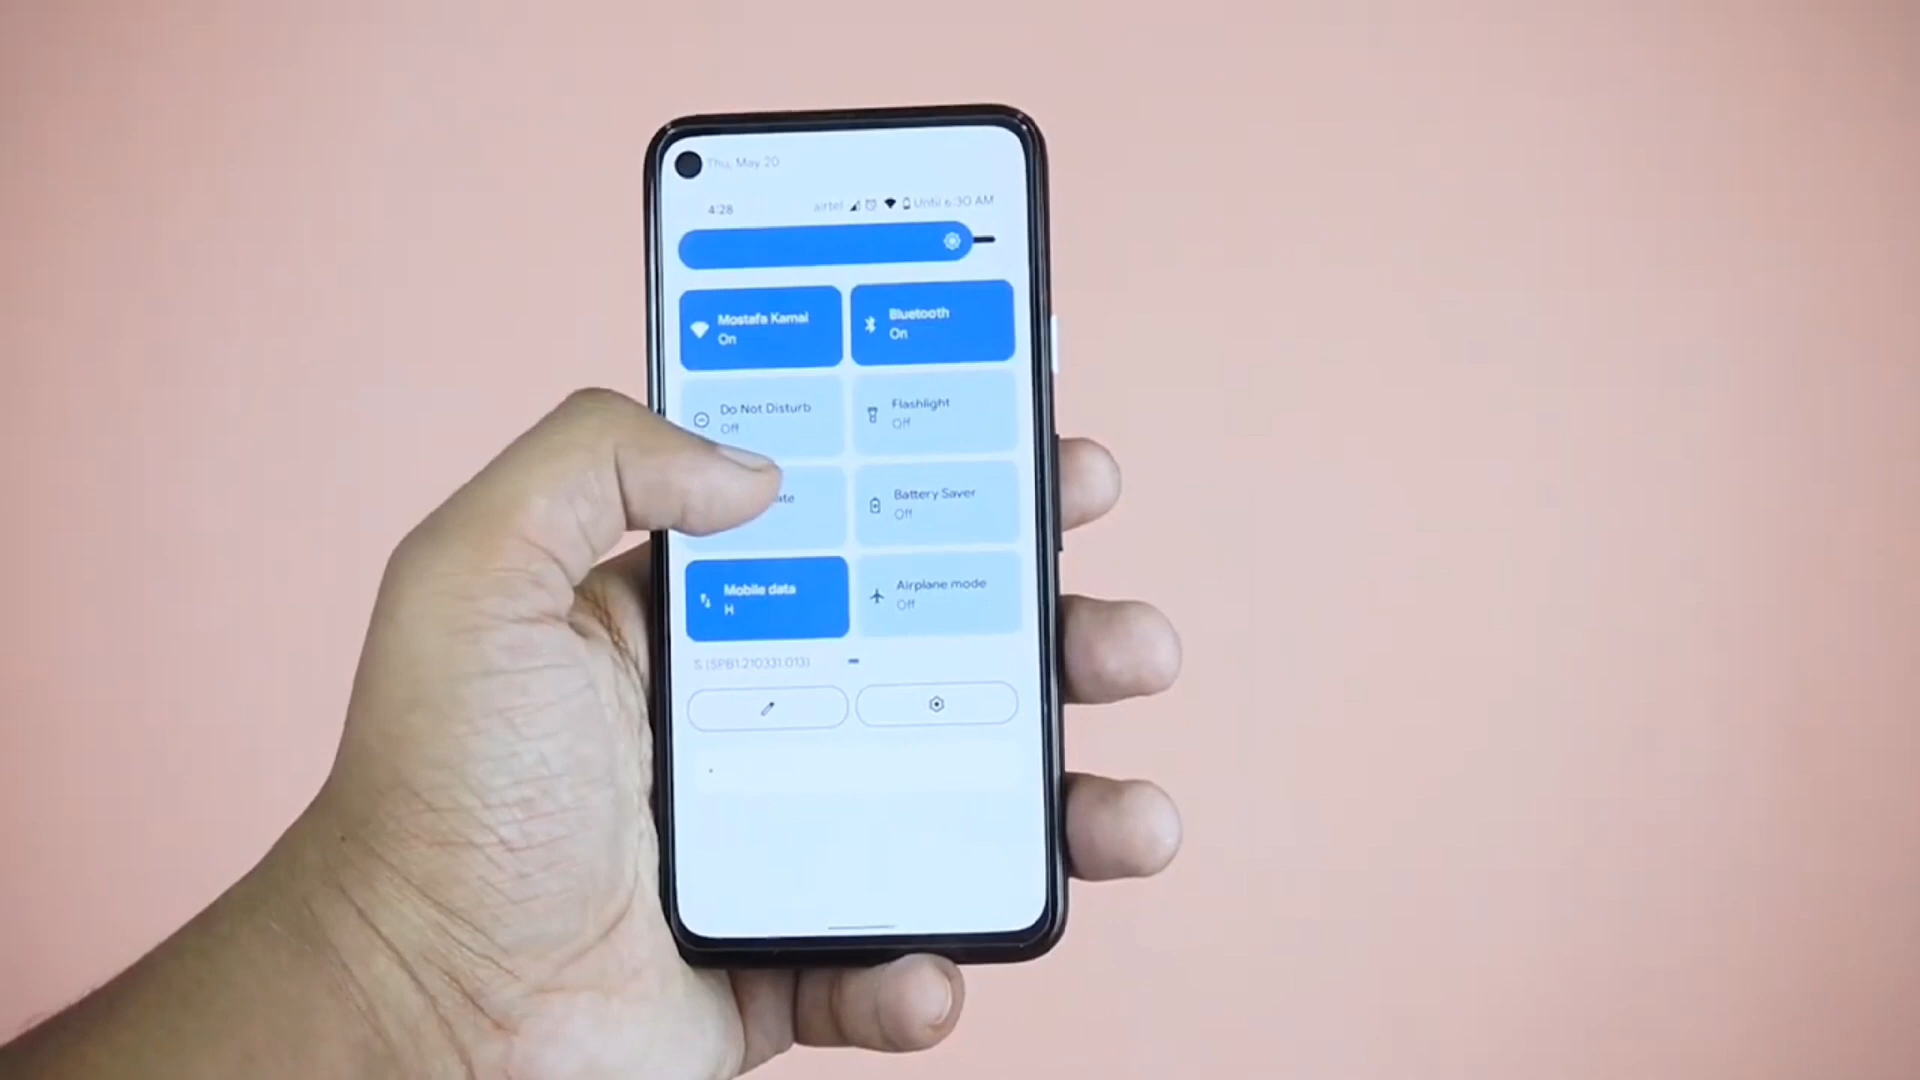 Thu, May 20
4:28 airtel Until 6:30 AM
Mostafa Kamal
On
Bluetooth
On
Do Not Disturb
Off
Flashlight
Off
ate
Battery Saver
Off
Mobile data
H
Airplane mode
Off
S (SPB1.210331.013)